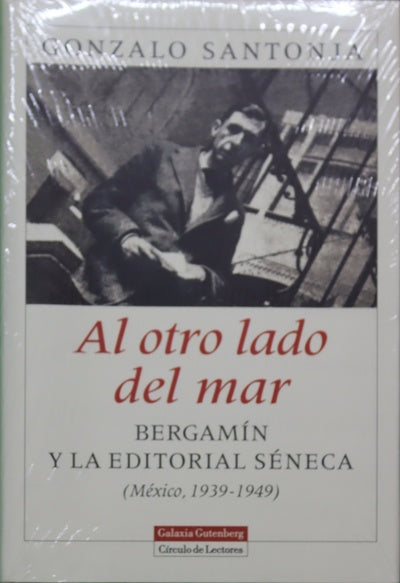 GONZALO SANTONJA
Al otro lado
del mar
BERGAMÍN
Y LA EDITORIAL SÉNECA
(México, 1939-1949)
Galaxia Gutenberg
Círculo de Lectores